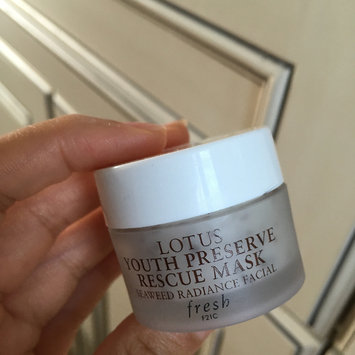 LOTUS
YOUTH PRESERVE
RESCUE MASK
SEAWEED RADIANCE FACIAL
fresh
F21C